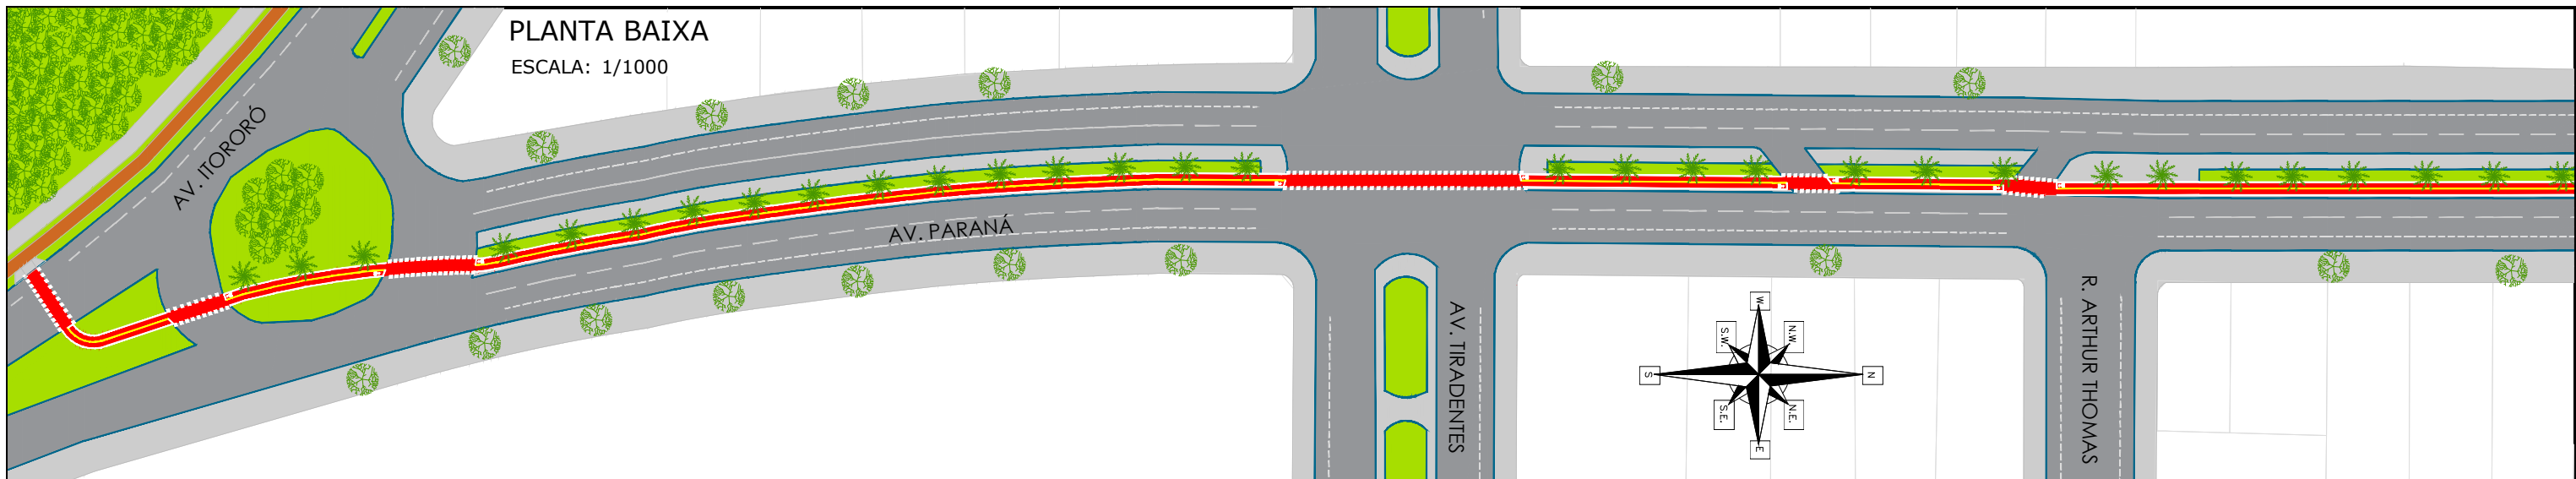 PLANTA BAIXA
ESCALA: 1/1000
AV. ITORORÓ
AV. PARANÁ
AV. TIRADENTES
R. ARTHUR THOMAS
W
S.W.
N.W
S
N
S.E.
N.E.
E